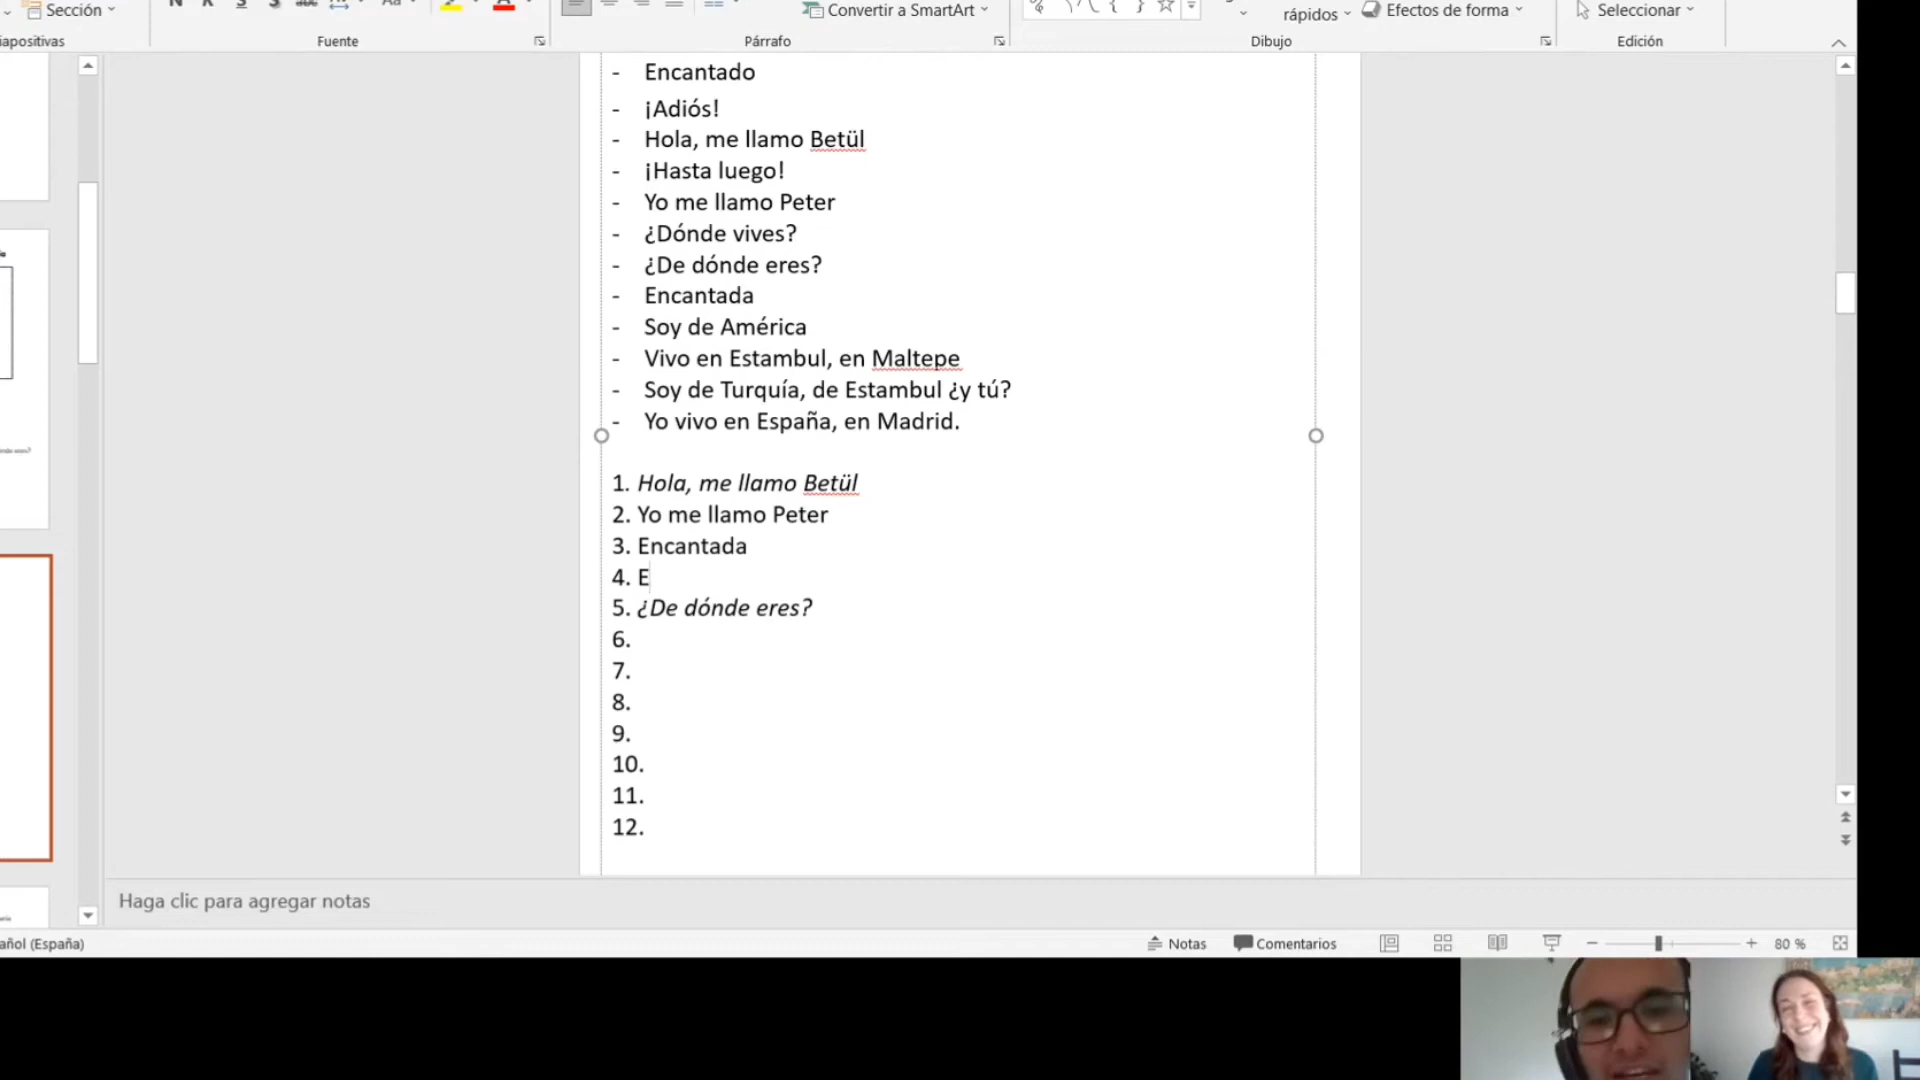 Sección
rápidos
Convertir a SmartArt
Efectos de forma
Seleccionar
Fuente
Párrafo
Dibujo
Edición
- Encantado
- ¡Adiós!
- Hola, me llamo Betül
- ¡Hasta luego!
- Yo me llamo Peter
- ¿Dónde vives?
- ¿De dónde eres?
- Encantada
- Soy de América
- Vivo en Estambul, en Maltepe
- Soy de Turquía, de Estambul ¿y tú?
- Yo vivo en España, en Madrid.
1. Hola, me llamo Betül
2. Yo me llamo Peter
3. Encantada
4. E
5. ¿De dónde eres?
6.
7.
8.
9.
10.
11.
12.
Haga clic para agregar notas
(España)
Notas
Comentarios
80 %